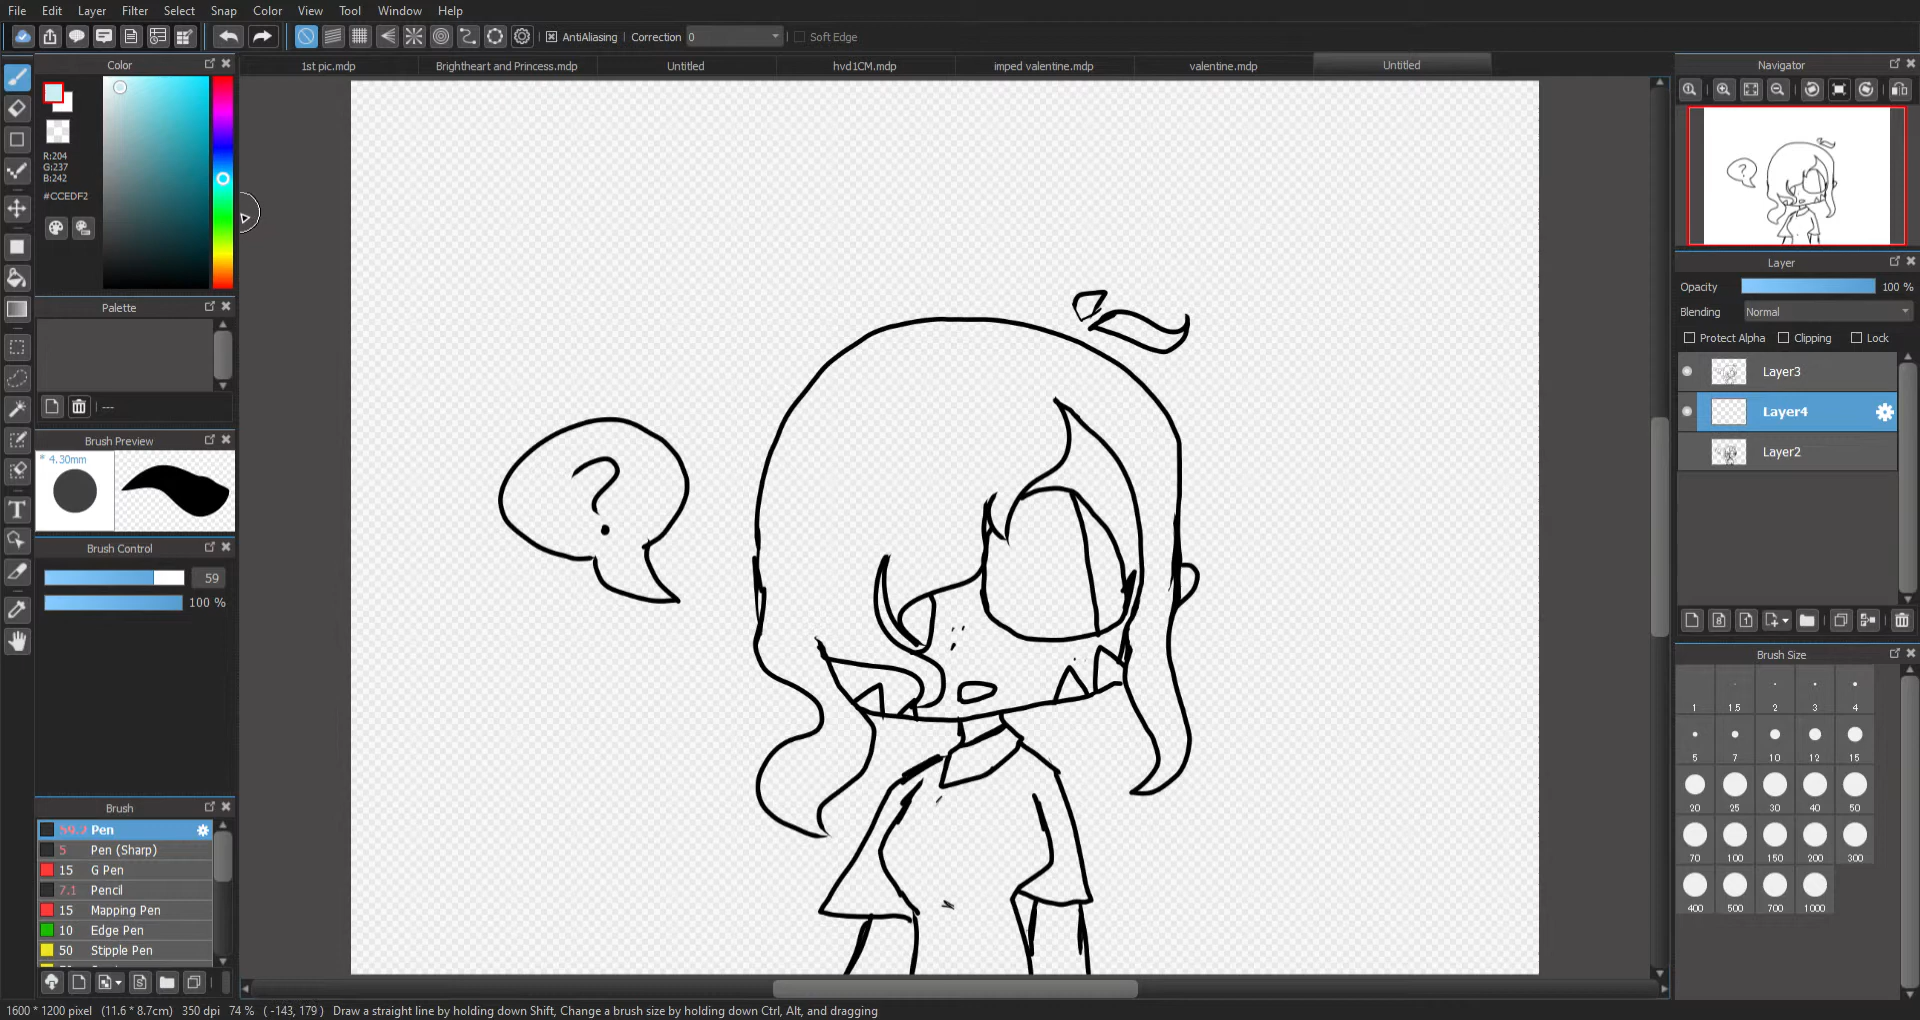 File Edit Layer Filter Select Snap Color View Tool Window Help
AntiAliasing Correction 0 Soft Edge
Color
1st pic.mdp Brightheart and Princess.mdp Untitled hvd1CM.mdp imped valentine.mdp valentine.mdp Untitled
Navigator
R:204
G:237
B:242
#CCEDF2
Palette
---
Brush Preview
* 4.30mm
Brush Control
59
100 %
Brush
59.2 Pen
5 Pen (Sharp)
15 G Pen
7.1 Pencil
15 Mapping Pen
10 Edge Pen
50 Stipple Pen
?
Layer
Opacity 100 %
Blending Normal
Protect Alpha Clipping Lock
Layer3
Layer4
Layer2
Brush Size
1 1.5 2 3 4
5 7 10 12 15
20 25 30 40 50
70 100 150 200 300
400 500 700 1000
1600 * 1200 pixel (11.6 * 8.7cm) 350 dpi 74 % ( -143, 179 ) Draw a straight line by holding down Shift, Change a brush size by holding down Ctrl, Alt, and dragging